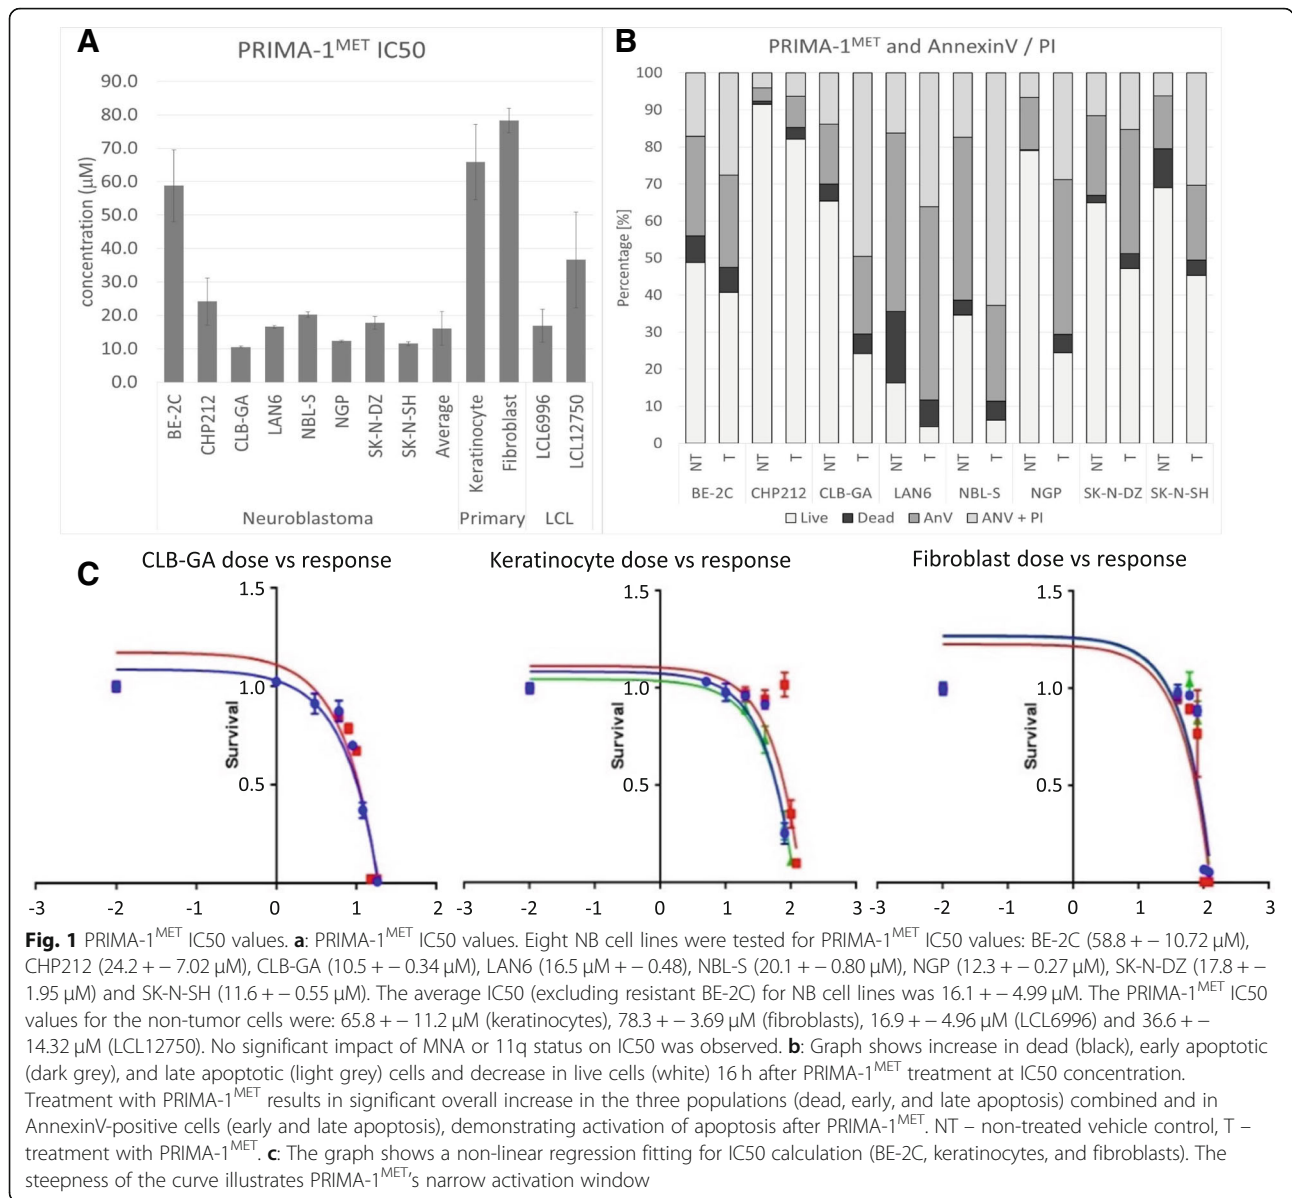 A
PRIMA-1MET IC50
90.0
80.0
70.0
60.0
50.0
40.0
30.0
20.0
10.0
0.0
concentration (µM)
BE-2C
CHP212
CLB-GA
LAN6
NBL-S
NGP
SK-N-DZ
SK-N-SH
Average
Keratinocyte
Fibroblast
LCL6996
LCL12750
Neuroblastoma
Primary
LCL
B
PRIMA-1MET and AnnexinV / PI
100
90
80
70
60
50
40
30
20
10
0
Percentage [%]
NT T NT T NT T NT T NT T NT T NT T NT T
BE-2C CHP212 CLB-GA LAN6 NBL-S NGP SK-N-DZ SK-N-SH
Live Dead AnV ANV + PI
C
CLB-GA dose vs response
1.5
1.0
0.5
Survival
-3 -2 -1 0 1 2
Keratinocyte dose vs response
1.5
1.0
0.5
Survival
-3 -2 -1 0 1 2 3
Fibroblast dose vs response
1.5
1.0
0.5
Survival
-3 -2 -1 0 1 2 3
Fig. 1 PRIMA-1MET IC50 values. a: PRIMA-1MET IC50 values. Eight NB cell lines were tested for PRIMA-1MET IC50 values: BE-2C (58.8 + − 10.72 µM),
CHP212 (24.2 + − 7.02 µM), CLB-GA (10.5 + − 0.34 µM), LAN6 (16.5 µM + − 0.48), NBL-S (20.1 + − 0.80 µM), NGP (12.3 + − 0.27 µM), SK-N-DZ (17.8 + −
1.95 µM) and SK-N-SH (11.6 + − 0.55 µM). The average IC50 (excluding resistant BE-2C) for NB cell lines was 16.1 + − 4.99 µM. The PRIMA-1MET IC50
values for the non-tumor cells were: 65.8 + − 11.2 µM (keratinocytes), 78.3 + − 3.69 µM (fibroblasts), 16.9 + − 4.96 µM (LCL6996) and 36.6 + −
14.32 µM (LCL12750). No significant impact of MNA or 11q status on IC50 was observed. b: Graph shows increase in dead (black), early apoptotic
(dark grey), and late apoptotic (light grey) cells and decrease in live cells (white) 16 h after PRIMA-1MET treatment at IC50 concentration.
Treatment with PRIMA-1MET results in significant overall increase in the three populations (dead, early, and late apoptosis) combined and in
AnnexinV-positive cells (early and late apoptosis), demonstrating activation of apoptosis after PRIMA-1MET. NT – non-treated vehicle control, T –
treatment with PRIMA-1MET. c: The graph shows a non-linear regression fitting for IC50 calculation (BE-2C, keratinocytes, and fibroblasts). The
steepness of the curve illustrates PRIMA-1MET's narrow activation window